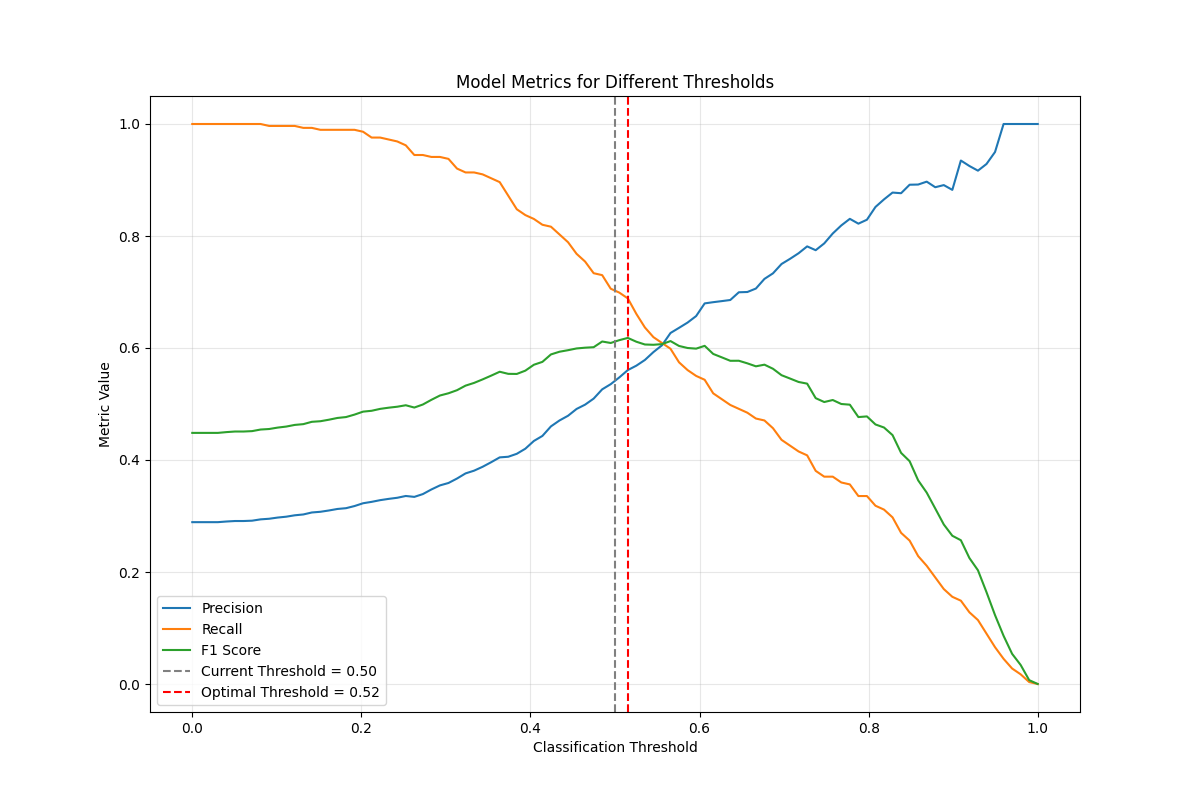 Model Metrics for Different Thresholds
Metric Value
1.0
0.8
0.6
0.4
0.2
0.0
Precision
Recall
F1 Score
Current Threshold = 0.50
Optimal Threshold = 0.52
0.0 0.2 0.4 0.6 0.8 1.0
Classification Threshold